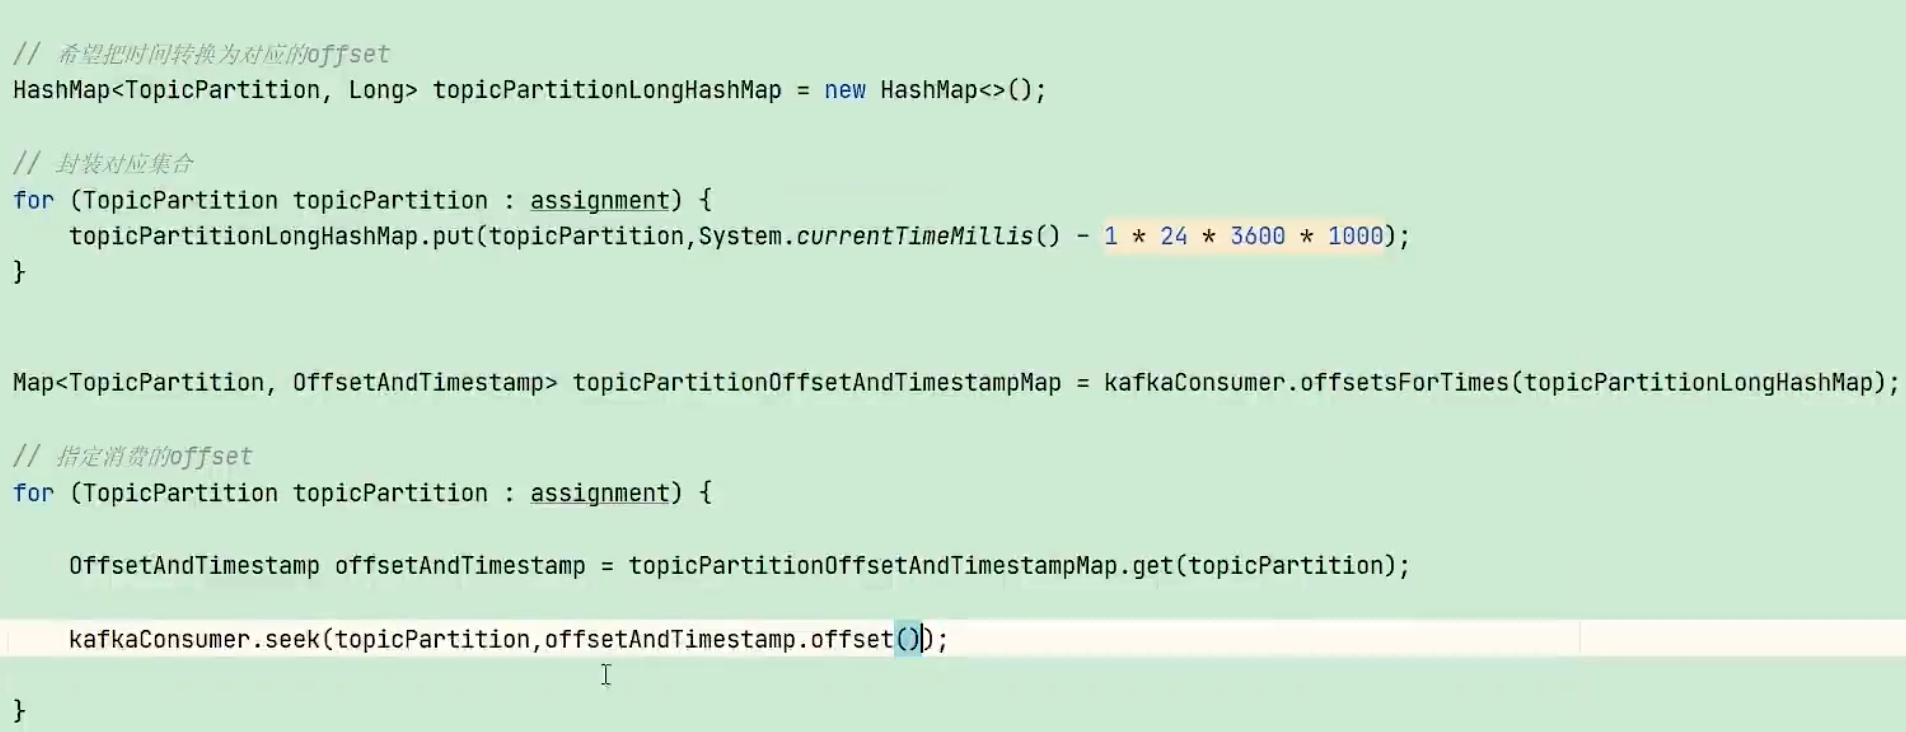 // 希望把时间转换为对应的offset
HashMap<TopicPartition, Long> topicPartitionLongHashMap = new HashMap<>();
// 封装对应集合
for (TopicPartition topicPartition : assignment) {
topicPartitionLongHashMap.put(topicPartition,System.currentTimeMillis() - 1 * 24 * 3600 * 1000);
}
Map<TopicPartition, OffsetAndTimestamp> topicPartitionOffsetAndTimestampMap = kafkaConsumer.offsetsForTimes(topicPartitionLongHashMap);
// 指定消费的offset
for (TopicPartition topicPartition : assignment) {
OffsetAndTimestamp offsetAndTimestamp = topicPartitionOffsetAndTimestampMap.get(topicPartition);
kafkaConsumer.seek(topicPartition,offsetAndTimestamp.offset());
}